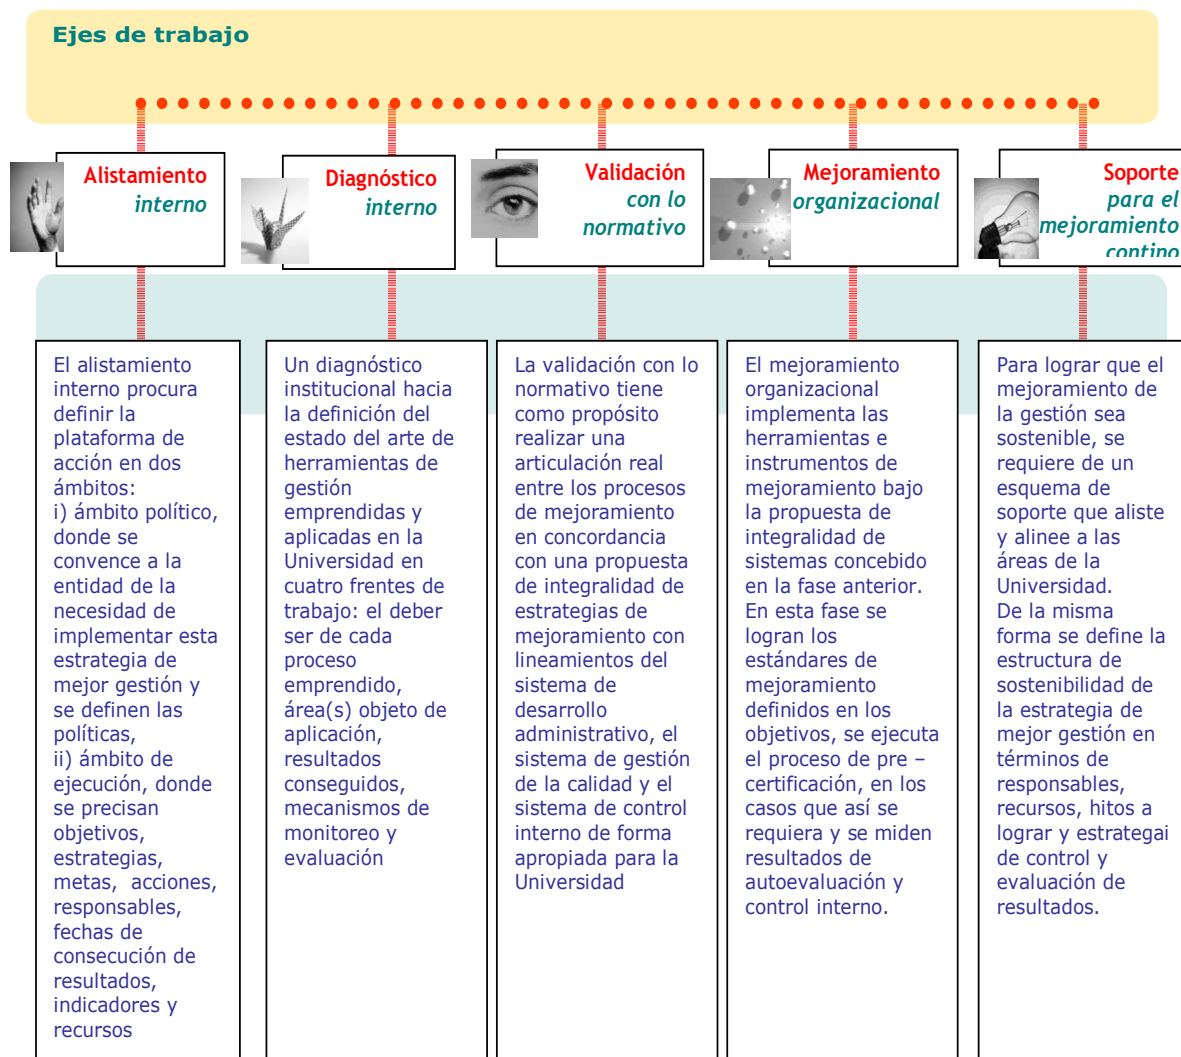 Ejes de trabajo
Alistamiento
interno
Diagnóstico
interno
Validación
con lo
normativo
Mejoramiento
organizacional
Soporte
para el
mejoramiento
contino
El alistamiento
interno procura
definir la
plataforma de
acción en dos
ámbitos:
i) ámbito político,
donde se
convence a la
entidad de la
necesidad de
implementar esta
estrategia de
mejor gestión y
se definen las
políticas,
ii) ámbito de
ejecución, donde
se precisan
objetivos,
estrategias,
metas, acciones,
responsables,
fechas de
consecución de
resultados,
indicadores y
recursos
Un diagnóstico
institucional hacia
la definición del
estado del arte de
herramientas de
gestión
emprendidas y
aplicadas en la
Universidad en
cuatro frentes de
trabajo: el deber
ser de cada
proceso
emprendido,
área(s) objeto de
aplicación,
resultados
conseguidos,
mecanismos de
monitoreo y
evaluación
La validación con lo
normativo tiene
como propósito
realizar una
articulación real
entre los procesos
de mejoramiento
en concordancia
con una propuesta
de integralidad de
estrategias de
mejoramiento con
lineamientos del
sistema de
desarrollo
administrativo, el
sistema de gestión
de la calidad y el
sistema de control
interno de forma
apropiada para la
Universidad
El mejoramiento
organizacional
implementa las
herramientas e
instrumentos de
mejoramiento bajo
la propuesta de
integralidad de
sistemas concebido
en la fase anterior.
En esta fase se
logran los
estándares de
mejoramiento
definidos en los
objetivos, se ejecuta
el proceso de pre –
certificación, en los
casos que así se
requiera y se miden
resultados de
autoevaluación y
control interno.
Para lograr que el
mejoramiento de
la gestión sea
sostenible, se
requiere de un
esquema de
soporte que aliste
y alinee a las
áreas de la
Universidad.
De la misma
forma se define la
estructura de
sostenibilidad de
la estrategia de
mejor gestión en
términos de
responsables,
recursos, hitos a
lograr y estrategai
de control y
evaluación de
resultados.